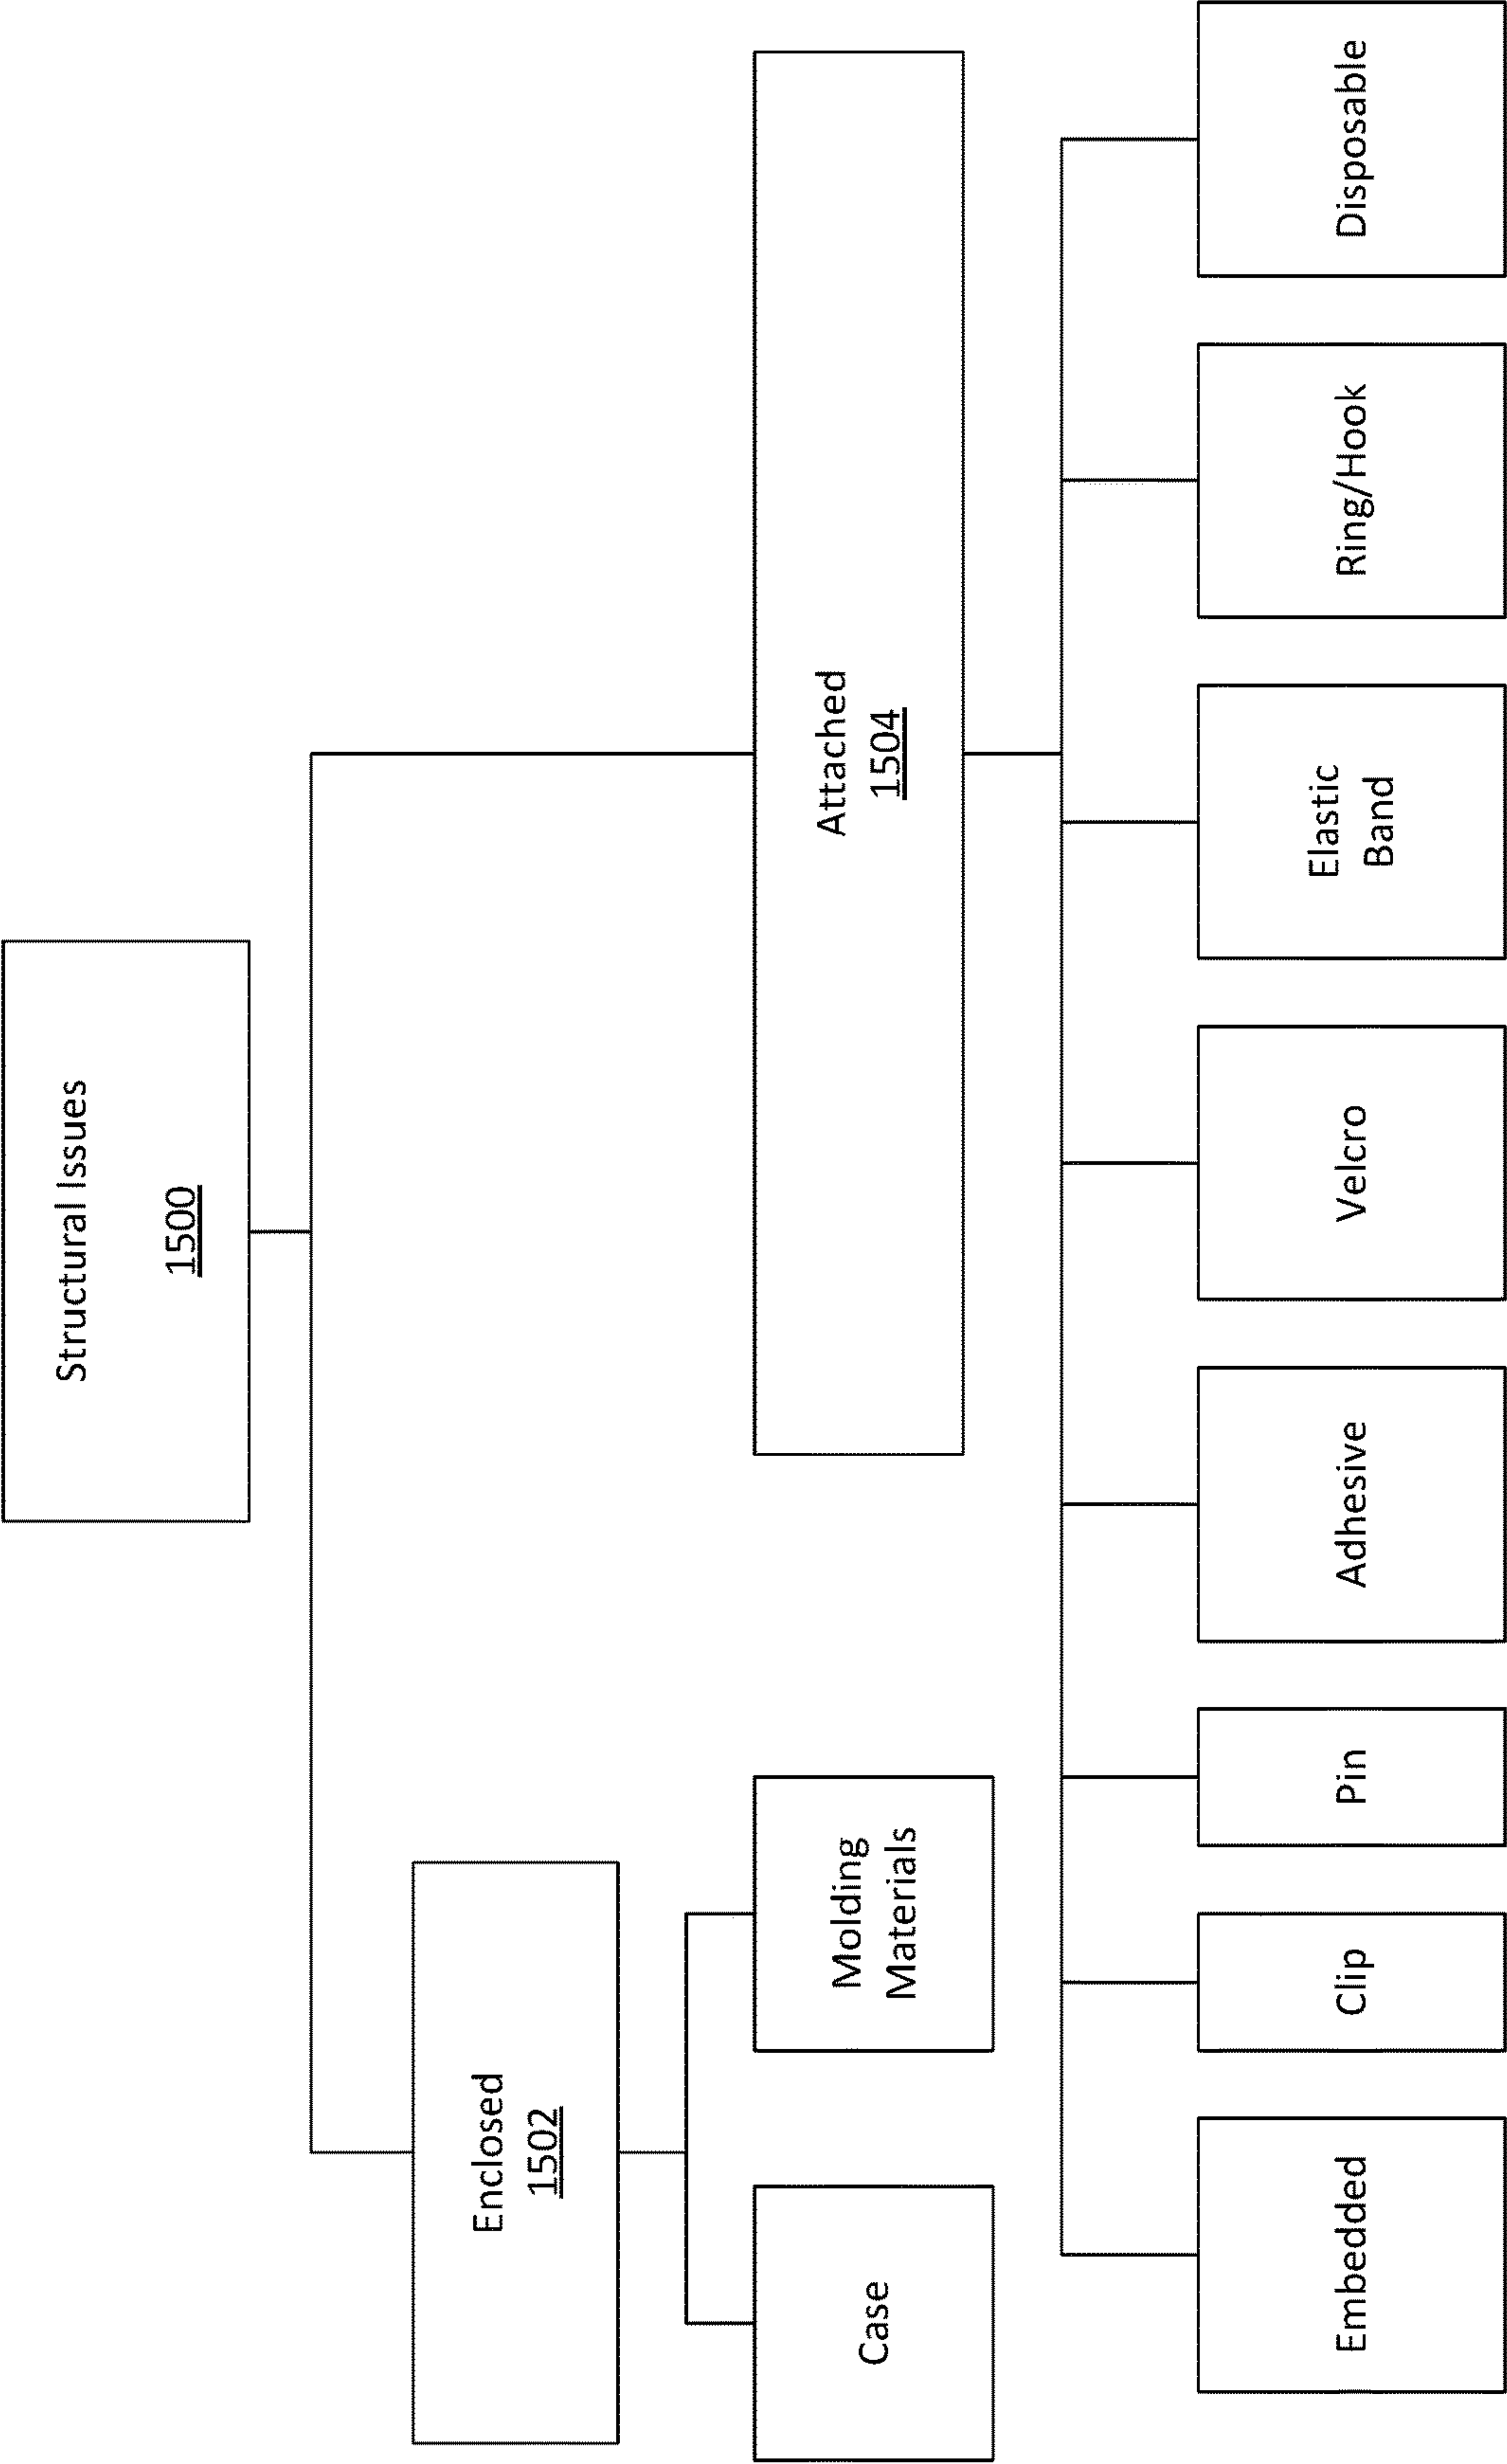 Structural Issues
1500
Enclosed
1502
Attached
1504
Case
Molding
Materials
Embedded
Clip
Pin
Adhesive
Velcro
Elastic
Band
Ring/Hook
Disposable